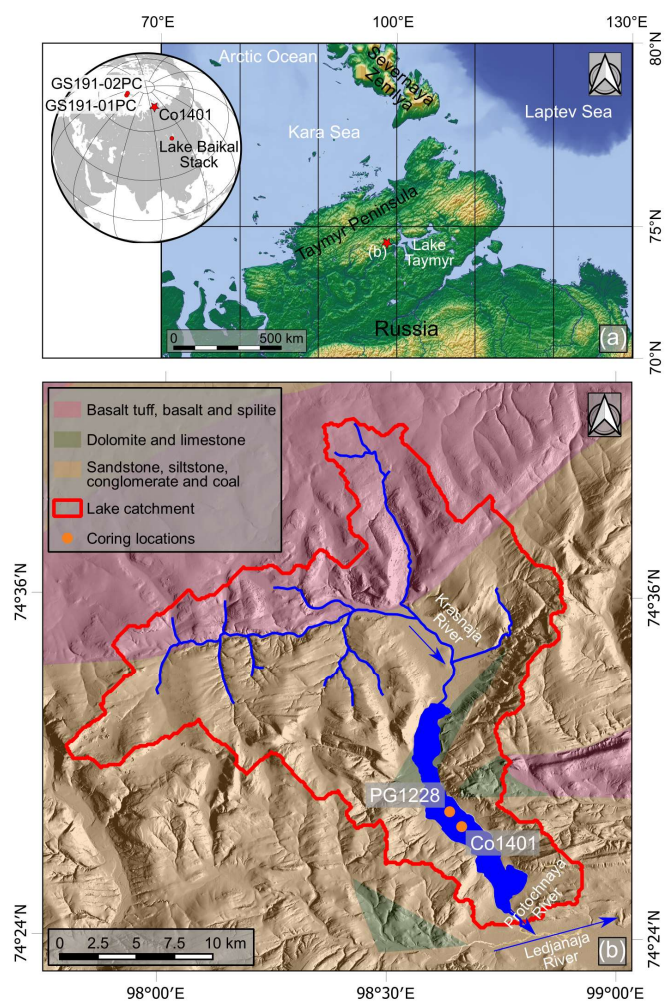 70°E
100°E
130°E
80°N
Arctic Ocean
Severnaya
Zemlya
GS191-02PC
GS191-01PC
Co1401
Lake Baikal
Stack
Kara Sea
Laptev Sea
Taymyr Peninsula
75°N
(b)
Lake
Taymyr
Russia
0
500 km
(a)
70°N
Basalt tuff, basalt and spilite
Dolomite and limestone
Sandstone, siltstone,
conglomerate and coal
Lake catchment
Coring locations
74°36'N
74°36'N
Krasnaja
River
PG1228
Co1401
Protochnaya
River
74°24'N
74°24'N
0 2.5 5 7.5 10 km
Ledjanaja
River
(b)
98°00'E
98°30'E
99°00'E